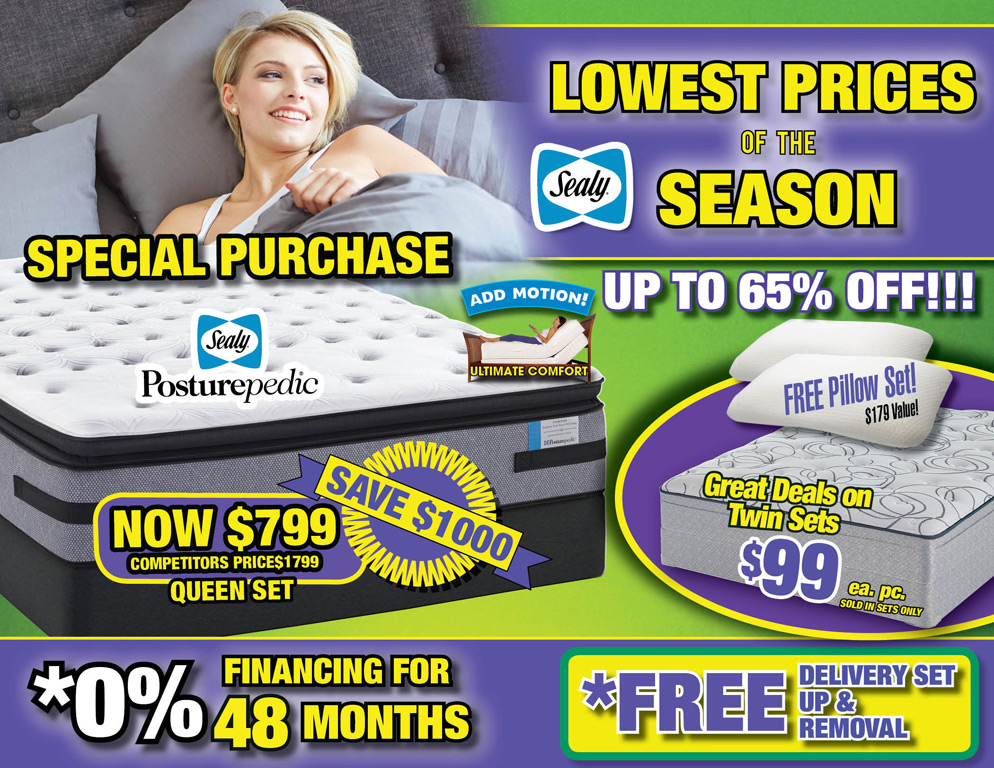 LOWEST PRICES
OF THE
Sealy
SEASON
SPECIAL PURCHASE
UP TO 65% OFF!!!
ADD MOTION!
ULTIMATE COMFORT
Sealy
Posturepedic
FREE Pillow Set!
$179 Value!
Great Deals on
Twin Sets
$99
ea. pc.
SOLD IN SETS ONLY
SAVE $1000
NOW $799
COMPETITORS PRICE$1799
QUEEN SET
*0%
FINANCING FOR
48 MONTHS
*FREE
DELIVERY SET
UP &
REMOVAL